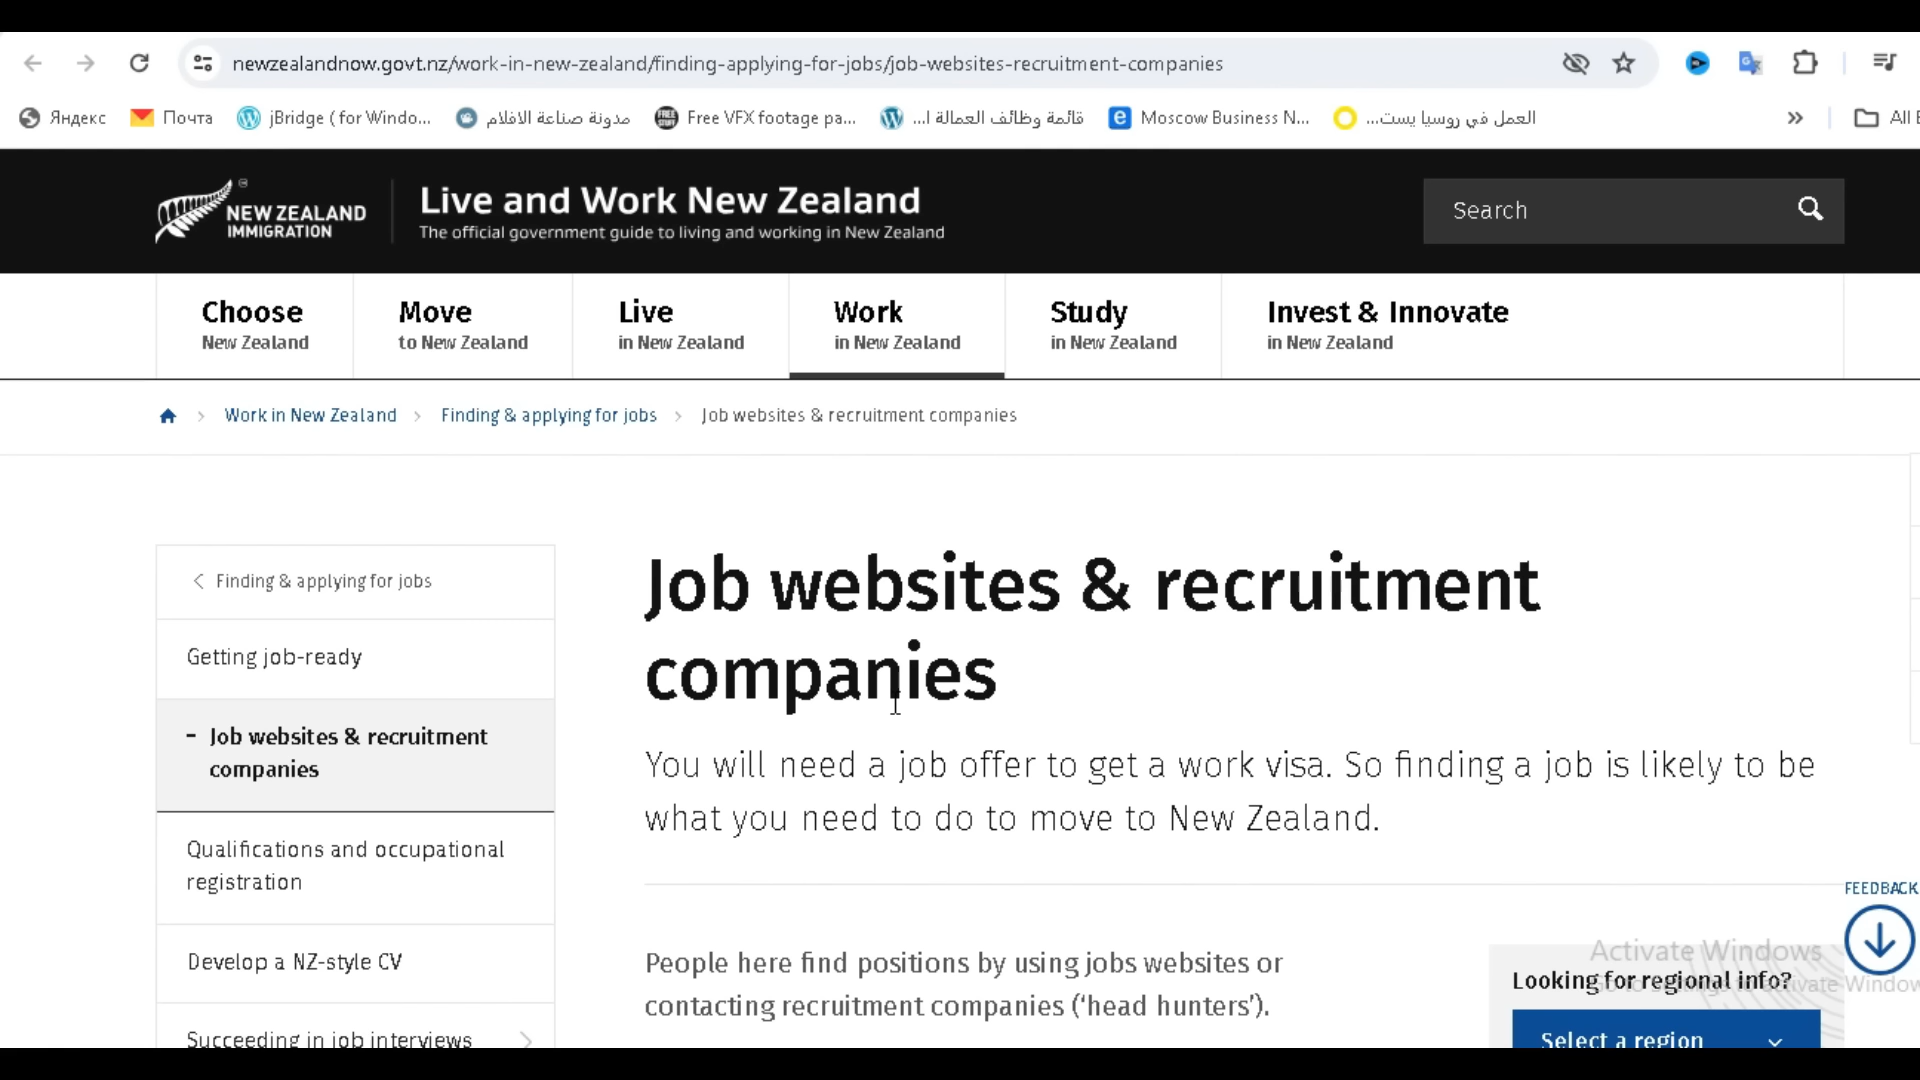 newzealandnow.govt.nz/work-in-new-zealand/finding-applying-for-jobs/job-websites-recruitment-companies
Яндекс
Почта
jBridge ( for Windo...
مدونة صناعة الافلام
Free VFX footage pa...
قائمة وظائف العمالة ا...
Moscow Business N...
العمل في روسيا يست...
All
NEW ZEALAND
IMMIGRATION
Live and Work New Zealand
The official government guide to living and working in New Zealand
Search
Choose
New Zealand
Move
to New Zealand
Live
in New Zealand
Work
in New Zealand
Study
in New Zealand
Invest & Innovate
in New Zealand
Work in New Zealand
Finding & applying for jobs
Job websites & recruitment companies
Finding & applying for jobs
Getting job-ready
- Job websites & recruitment
companies
Qualifications and occupational
registration
Develop a NZ-style CV
Succeeding in job interviews
Job websites & recruitment
companies
You will need a job offer to get a work visa. So finding a job is likely to be
what you need to do to move to New Zealand.
People here find positions by using jobs websites or
contacting recruitment companies (‘head hunters’).
FEEDBACK
Activate Windows
Looking for regional info?
Select a region